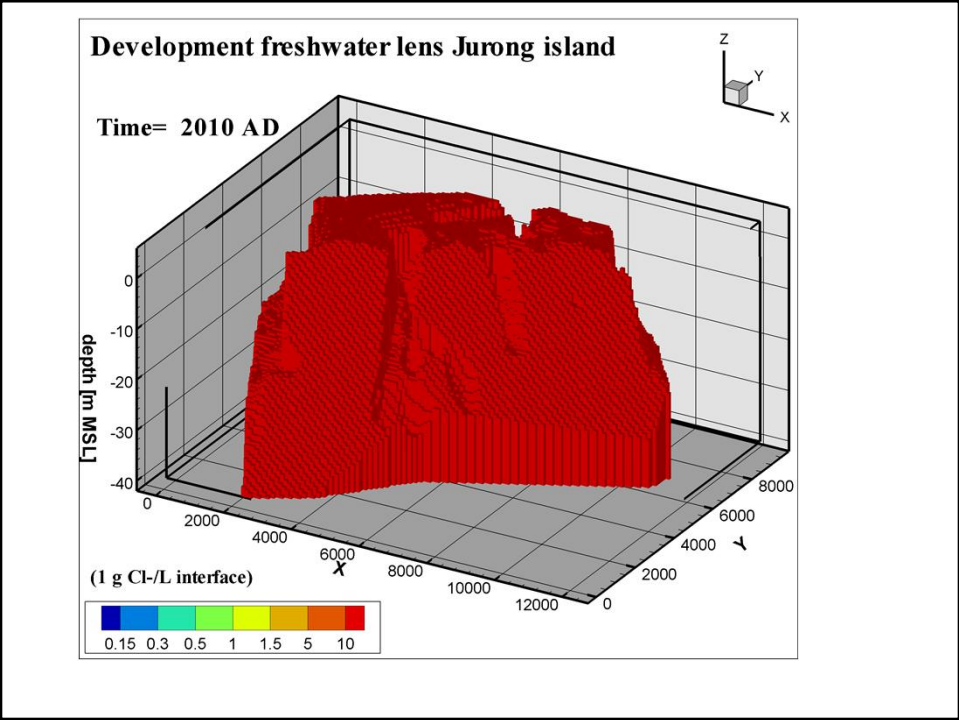 Development freshwater lens Jurong island
Time= 2010 AD
Z
Y
X
0
-10
-20
-30
-40
depth [m MSL]
0
2000
4000
6000
8000
10000
12000
X
0
2000
4000
6000
8000
Y
(1 g Cl-/L interface)
0.15 0.3 0.5 1 1.5 5 10